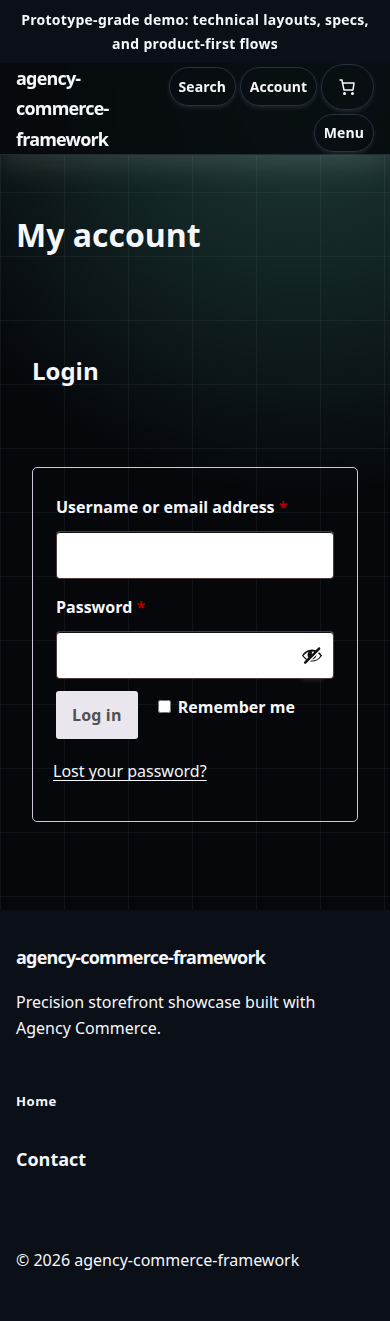 Prototype-grade demo: technical layouts, specs,
and product-first flows
agency-
commerce-
framework
Search
Account
Menu
My account
Login
Username or email address *
Password *
Log in
Remember me
Lost your password?
agency-commerce-framework
Precision storefront showcase built with
Agency Commerce.
Home
Contact
© 2026 agency-commerce-framework